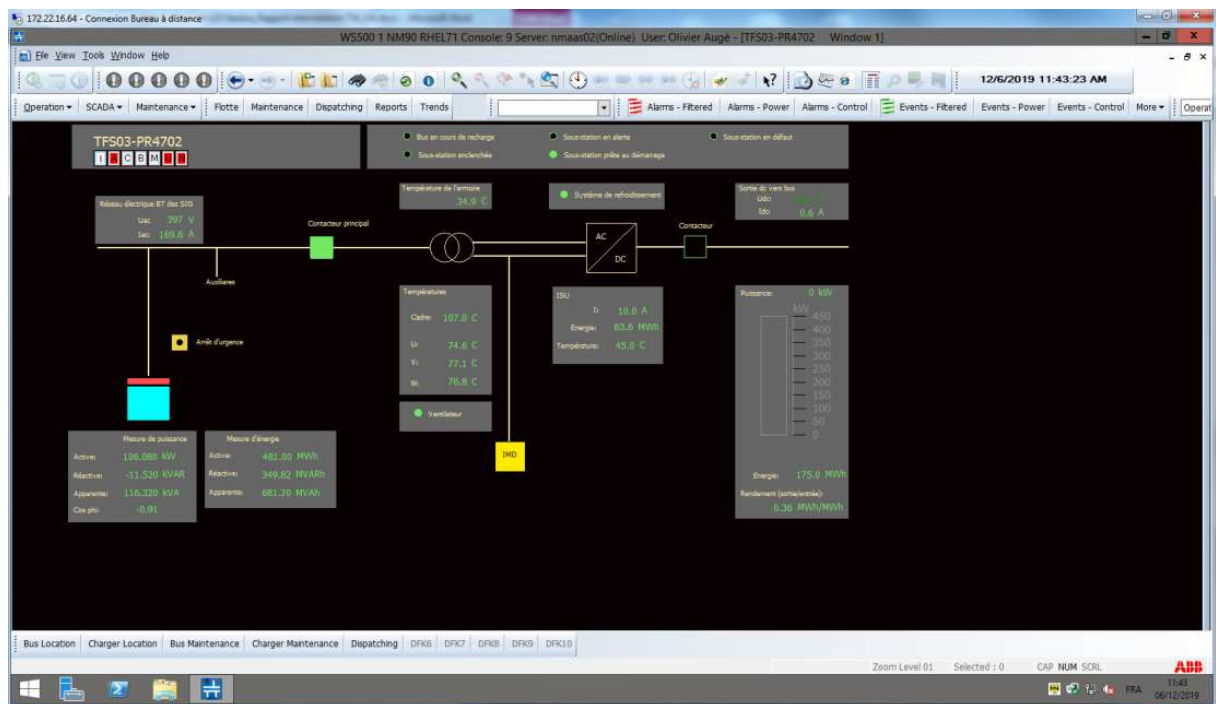 172.22.16.64 - Connexion Bureau à distance
WS500 1 NM90 RHEL71 Console: 9 Server: nmaas02(Online) User: Olivier Augé - [TFS03-PR4702 Window 1]
File View Tools Window Help
12/6/2019 11:43:23 AM
Operation SCADA Maintenance Flotte Maintenance Dispatching Reports Trends Alarms - Filtered Alarms - Power Alarms - Control Events - Filtered Events - Power Events - Control More Operat
TFS03-PR4702
I C B M
Bus en cours de recharge
Sous-station en alerte
Sous-station en défaut
Sous-station enclenchée
Sous-station prête au démarrage
Réseau électrique BT des SIG
Uac: 397 V
Iac: 169.6 A
Température de l'armoire
34.9 C
Système de refroidissement
Sortie dc vers bus
Udc:
Idc: 0.6 A
Contacteur principal
AC
DC
Contacteur
Auxiliaires
Arrêt d'urgence
Températures
Cadre: 107.0 C
U: 74.6 C
V: 77.1 C
W: 76.8 C
Ventilateur
ISU
I: 10.0 A
Energie: 63.6 MWh
Température: 45.0 C
IMD
Puissance: 0 kW
kW
450
400
350
300
250
200
150
100
50
0
Energie: 175.0 MWh
Rendement (sortie/entrée):
0.36 MWh/MWh
Mesure de puissance
Active: 106.080 kW
Réactive: -11.520 kVAR
Apparente: 116.320 kVA
Cos phi: -0.91
Mesure d'énergie
Active: 481.00 MWh
Réactive: 349.82 MVARh
Apparente: 681.20 MVAh
Bus Location Charger Location Bus Maintenance Charger Maintenance Dispatching DFK6 DFK7 DFK8 DFK9 DFK10
Zoom Level 01 Selected : 0 CAP NUM SCRL ABB
FRA
11:43
06/12/2019